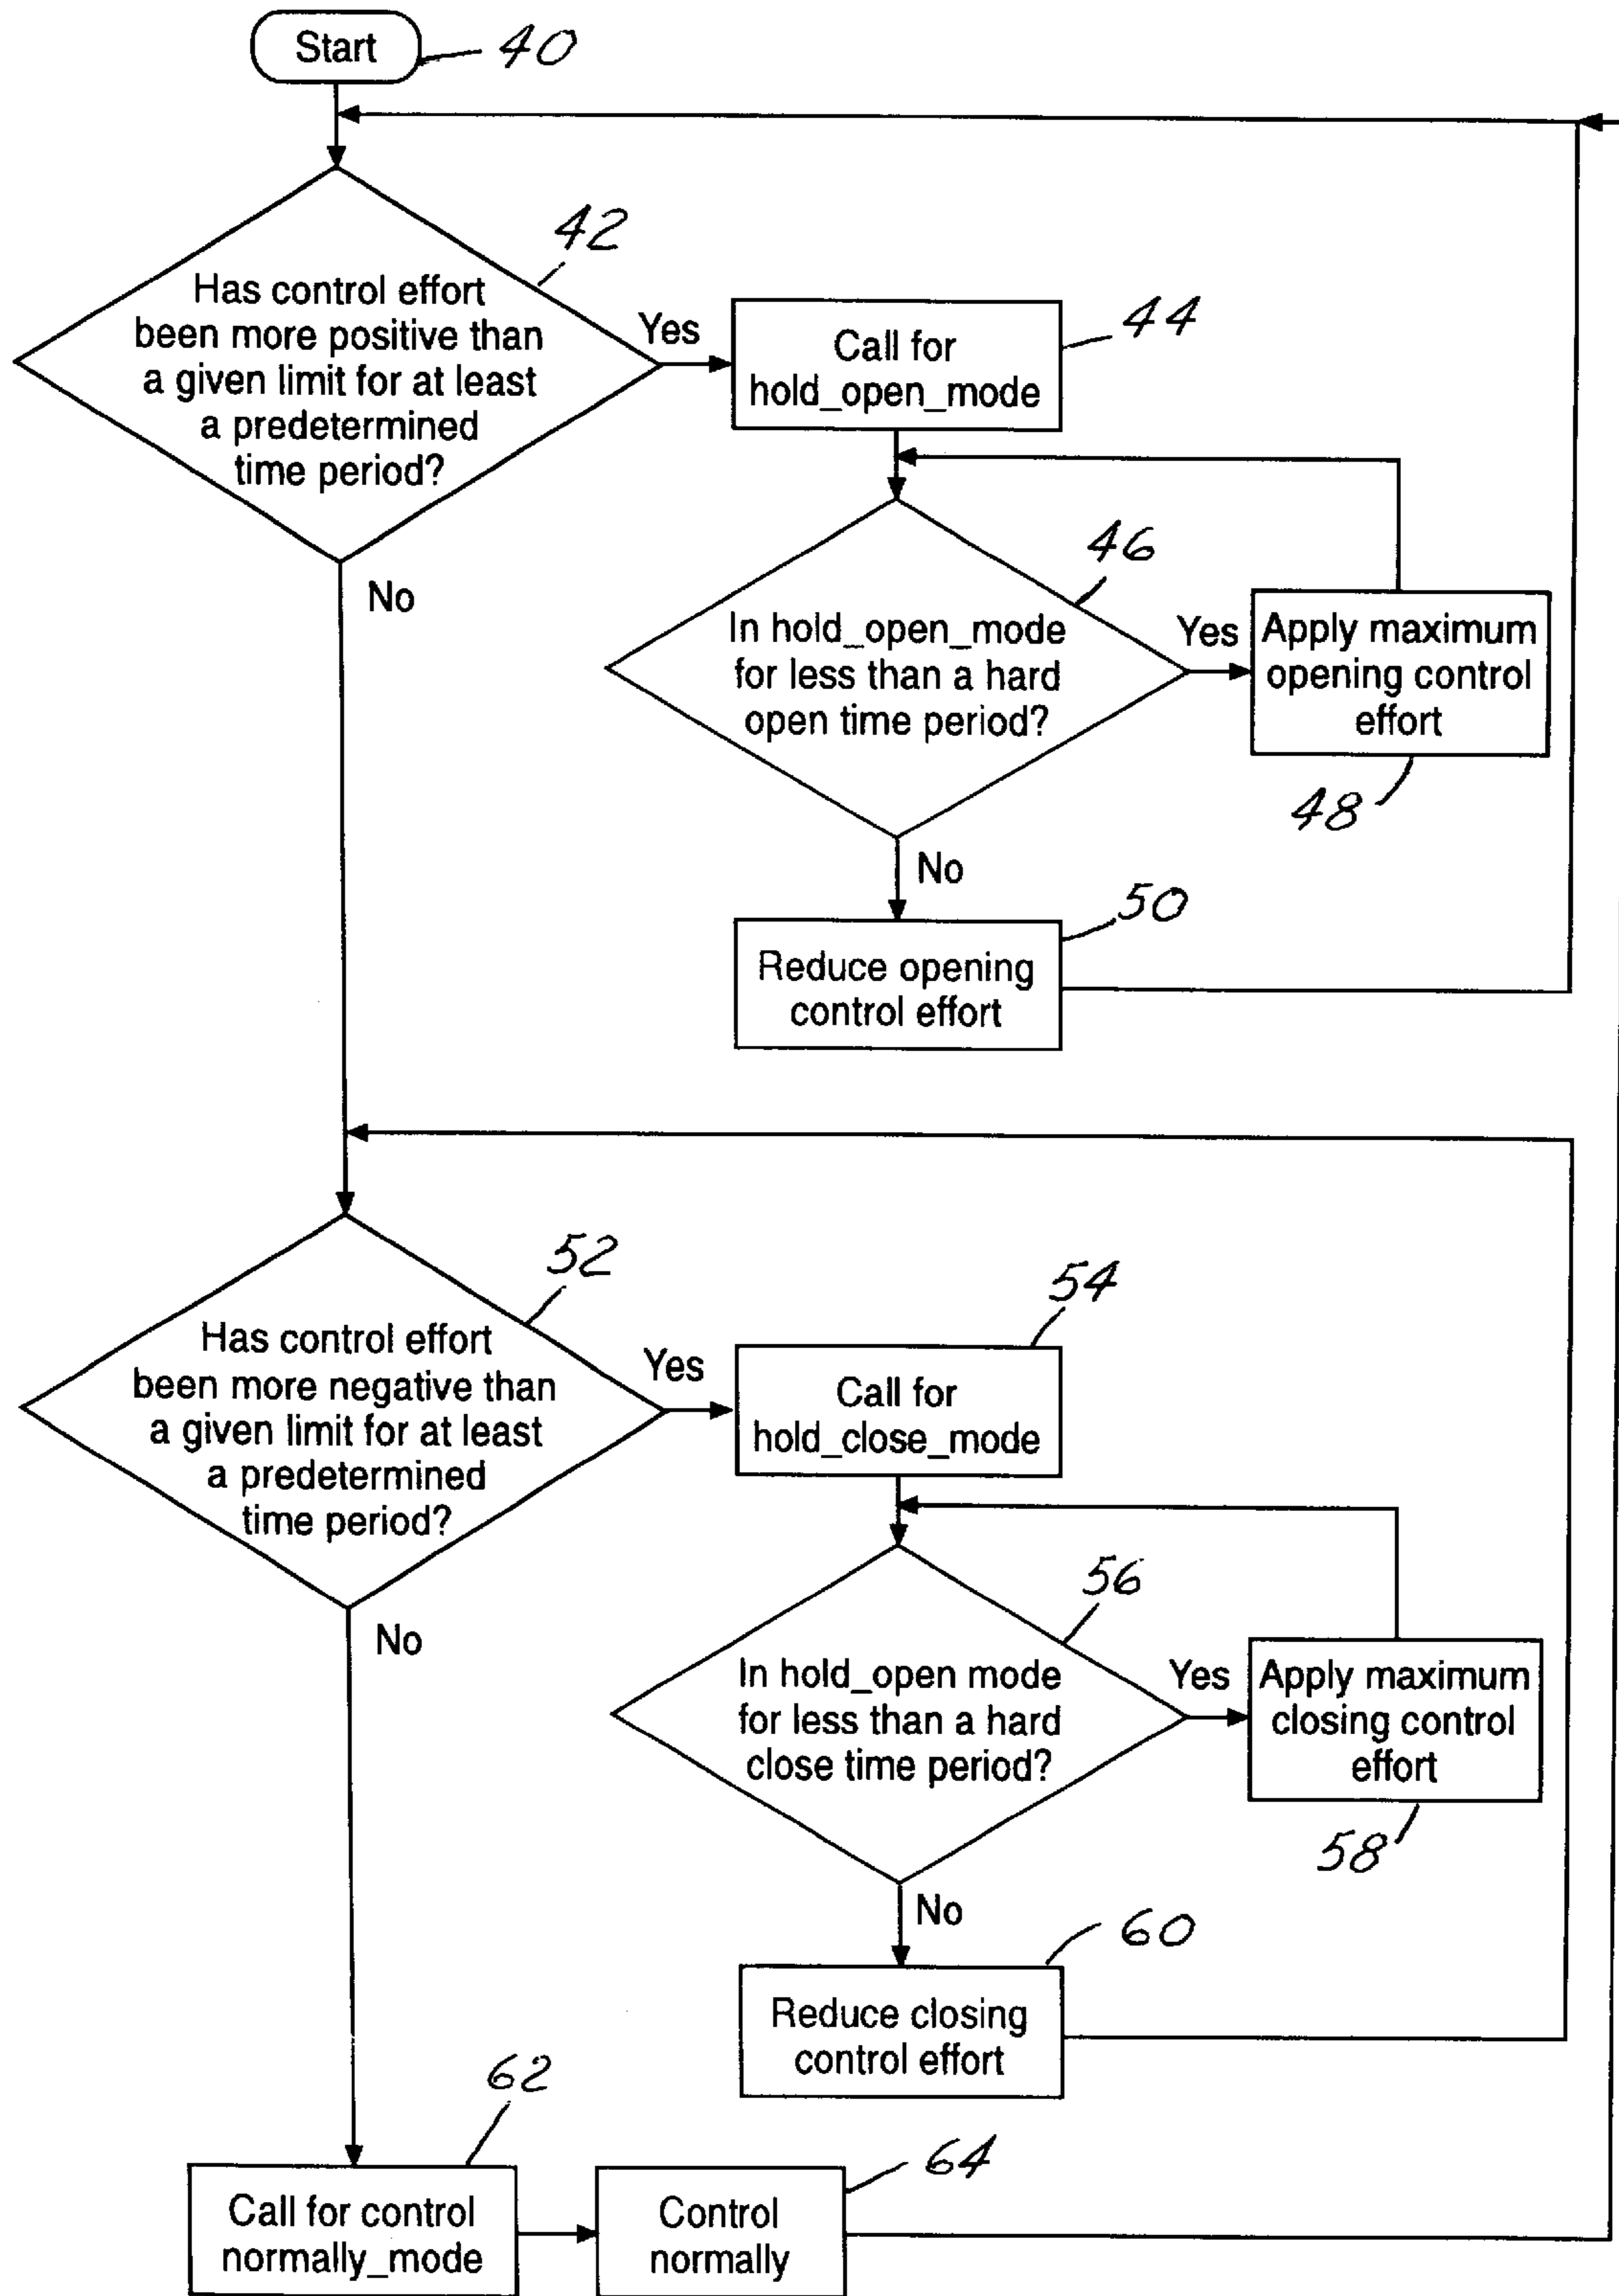 Start
40
42
Has control effort
been more positive than
a given limit for at least
a predetermined
time period?
Yes
Call for
hold_open_mode
44
No
46
In hold_open_mode
for less than a hard
open time period?
Yes
Apply maximum
opening control
effort
48
No
50
Reduce opening
control effort
52
Has control effort
been more negative than
a given limit for at least
a predetermined
time period?
Yes
54
Call for
hold_close_mode
No
56
In hold_open mode
for less than a hard
close time period?
Yes
Apply maximum
closing control
effort
58
No
60
Reduce closing
control effort
62
Call for control
normally_mode
64
Control
normally